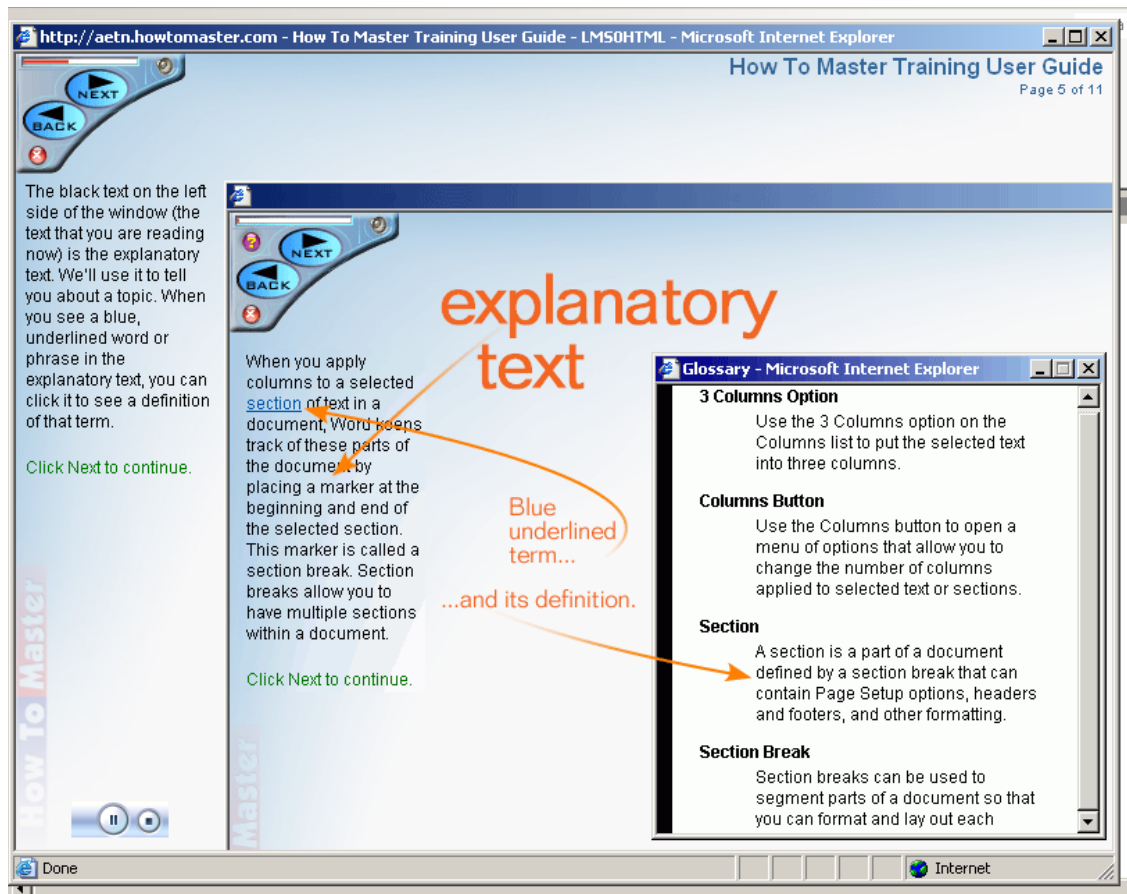 http://aetn.howtomaster.com - How To Master Training User Guide - LMS0HTML - Microsoft Internet Explorer
How To Master Training User Guide
Page 5 of 11
NEXT
BACK
The black text on the left
side of the window (the
text that you are reading
now) is the explanatory
text. We'll use it to tell
you about a topic. When
you see a blue,
underlined word or
phrase in the
explanatory text, you can
click it to see a definition
of that term.
Click Next to continue.
How To Master
NEXT
BACK
explanatory
text
When you apply
columns to a selected
section of text in a
document, Word keeps
track of these parts of
the document by
placing a marker at the
beginning and end of
the selected section.
This marker is called a
section break. Section
breaks allow you to
have multiple sections
within a document.
Click Next to continue.
Master
Blue
underlined
term...
...and its definition.
Glossary - Microsoft Internet Explorer
3 Columns Option
Use the 3 Columns option on the
Columns list to put the selected text
into three columns.
Columns Button
Use the Columns button to open a
menu of options that allow you to
change the number of columns
applied to selected text or sections.
Section
A section is a part of a document
defined by a section break that can
contain Page Setup options, headers
and footers, and other formatting.
Section Break
Section breaks can be used to
segment parts of a document so that
you can format and lay out each
Done
Internet